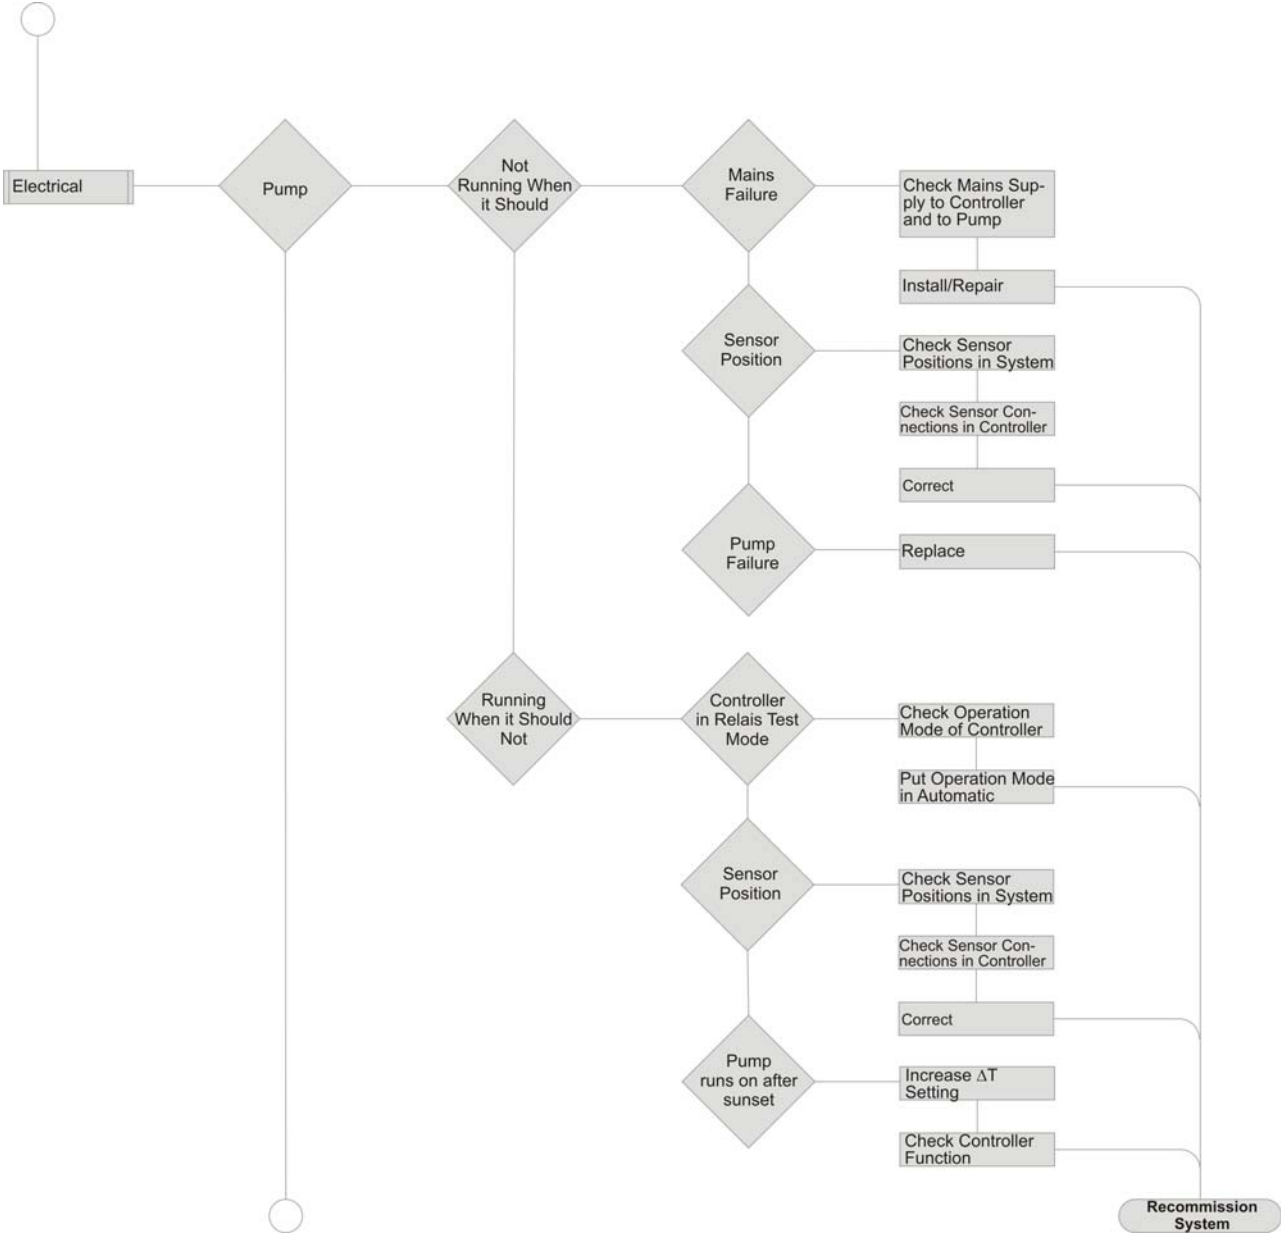 Electrical
Pump
Not
Running When
it Should
Mains
Failure
Check Mains Sup-
ply to Controller
and to Pump
Install/Repair
Sensor
Position
Check Sensor
Positions in System
Check Sensor Con-
nections in Controller
Correct
Pump
Failure
Replace
Running
When it Should
Not
Controller
in Relais Test
Mode
Check Operation
Mode of Controller
Put Operation Mode
in Automatic
Sensor
Position
Check Sensor
Positions in System
Check Sensor Con-
nections in Controller
Correct
Pump
runs on after
sunset
Increase ΔT
Setting
Check Controller
Function
Recommission
System